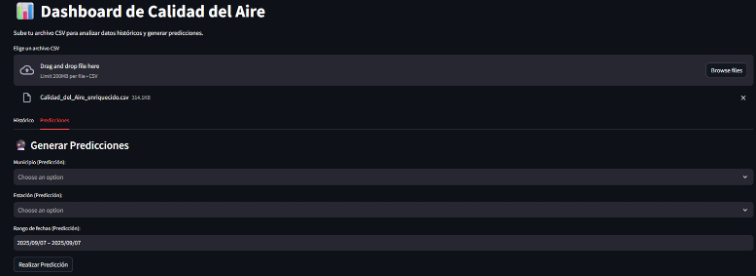 Dashboard de Calidad del Aire
Sube tu archivo CSV para analizar datos históricos y generar predicciones.
Elige un archivo CSV
Drag and drop file here
Limit 200MB per file • CSV
Browse files
Calidad_del_Aire_enriquecido.csv 314.1KB
Histórico Predicciones
Generar Predicciones
Municipio (Predicción):
Choose an option
Estación (Predicción):
Choose an option
Rango de fechas (Predicción):
2025/09/07 – 2025/09/07
Realizar Predicción